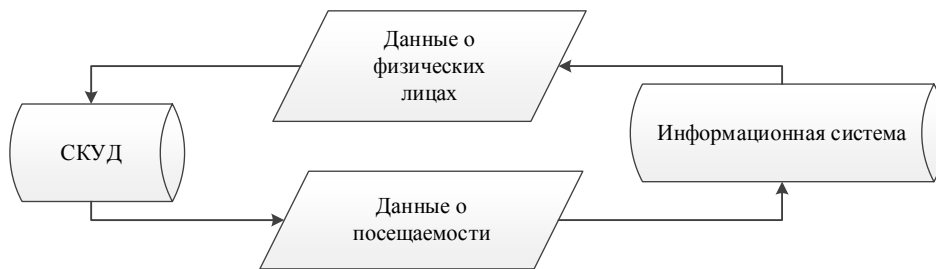 Данные о
физических
лицах
СКУД
Информационная система
Данные о
посещаемости